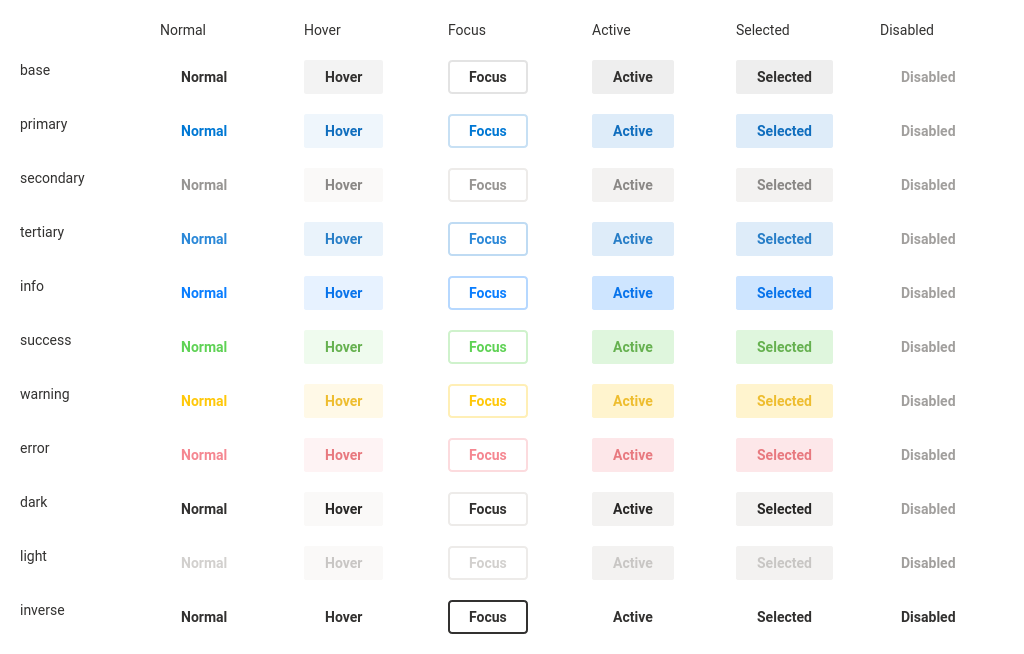 Normal Hover Focus Active Selected Disabled
base Normal Hover Focus Active Selected Disabled
primary Normal Hover Focus Active Selected Disabled
secondary Normal Hover Focus Active Selected Disabled
tertiary Normal Hover Focus Active Selected Disabled
info Normal Hover Focus Active Selected Disabled
success Normal Hover Focus Active Selected Disabled
warning Normal Hover Focus Active Selected Disabled
error Normal Hover Focus Active Selected Disabled
dark Normal Hover Focus Active Selected Disabled
light Normal Hover Focus Active Selected Disabled
inverse Normal Hover Focus Active Selected Disabled